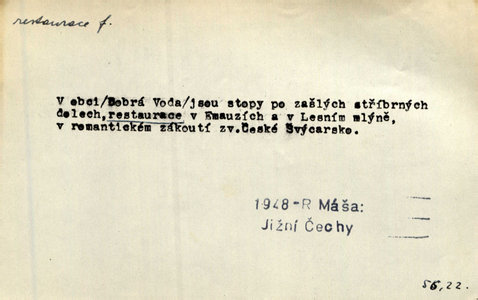 restaurace f.
V obci/Dobrá Voda/jsou stopy po zašlých stříbrných
dolech, restaurace v Emauzích a v Lesním mlýně,
v romantickém zákoutí zv.České Švýcarsko.
1948-R Máša:
Jižní Čechy
56,22.